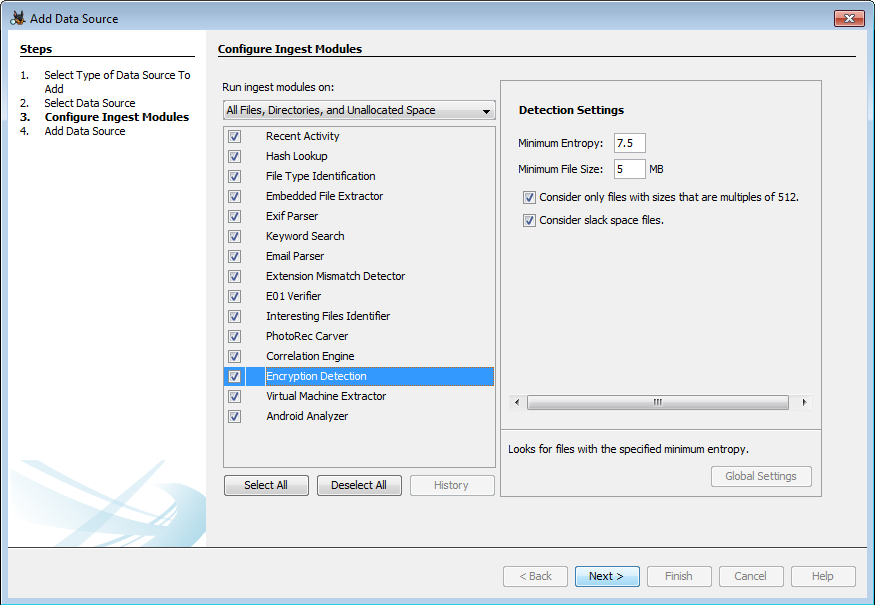 Add Data Source
Steps
1. Select Type of Data Source To
Add
2. Select Data Source
3. Configure Ingest Modules
4. Add Data Source
Configure Ingest Modules
Run ingest modules on:
All Files, Directories, and Unallocated Space
Recent Activity
Hash Lookup
File Type Identification
Embedded File Extractor
Exif Parser
Keyword Search
Email Parser
Extension Mismatch Detector
E01 Verifier
Interesting Files Identifier
PhotoRec Carver
Correlation Engine
Encryption Detection
Virtual Machine Extractor
Android Analyzer
Select All
Deselect All
History
Detection Settings
Minimum Entropy: 7.5
Minimum File Size: 5 MB
Consider only files with sizes that are multiples of 512.
Consider slack space files.
Looks for files with the specified minimum entropy.
Global Settings
< Back
Next >
Finish
Cancel
Help